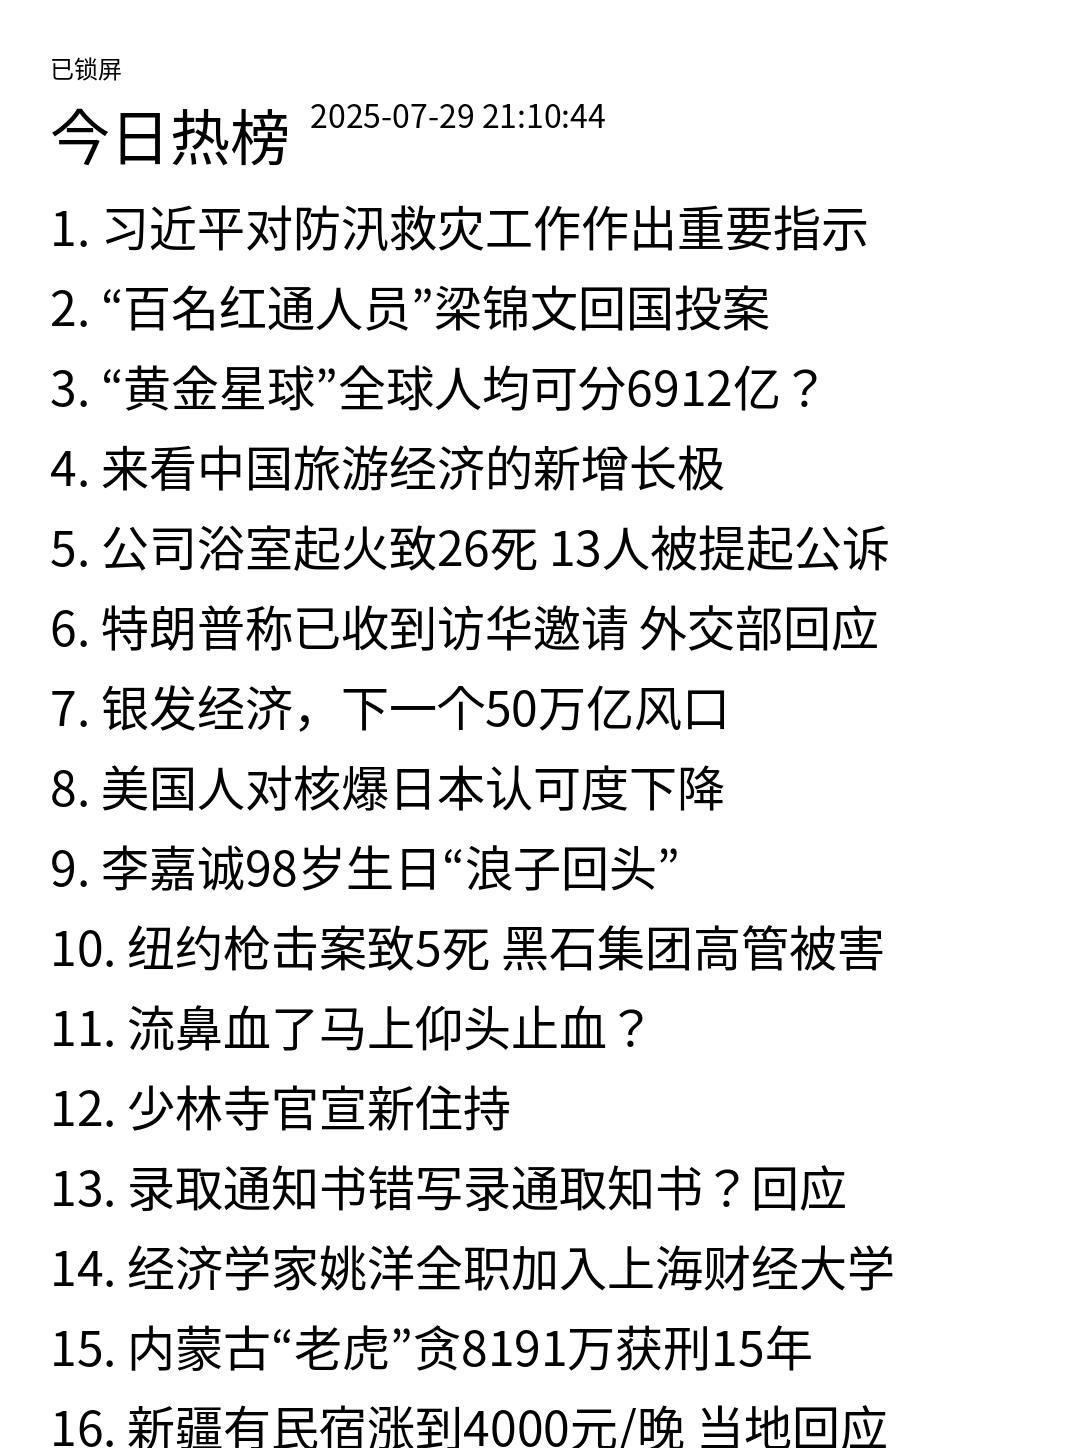 已锁屏
今日热榜 2025-07-29 21:10:44
1. 习近平对防汛救灾工作作出重要指示
2. “百名红通人员”梁锦文回国投案
3. “黄金星球”全球人均可分6912亿？
4. 来看中国旅游经济的新增长极
5. 公司浴室起火致26死 13人被提起公诉
6. 特朗普称已收到访华邀请 外交部回应
7. 银发经济，下一个50万亿风口
8. 美国人对核爆日本认可度下降
9. 李嘉诚98岁生日“浪子回头”
10. 纽约枪击案致5死 黑石集团高管被害
11. 流鼻血了马上仰头止血？
12. 少林寺官宣新住持
13. 录取通知书错写录通取知书？回应
14. 经济学家姚洋全职加入上海财经大学
15. 内蒙古“老虎”贪8191万获刑15年
16. 新疆有民宿涨到4000元/晚 当地回应